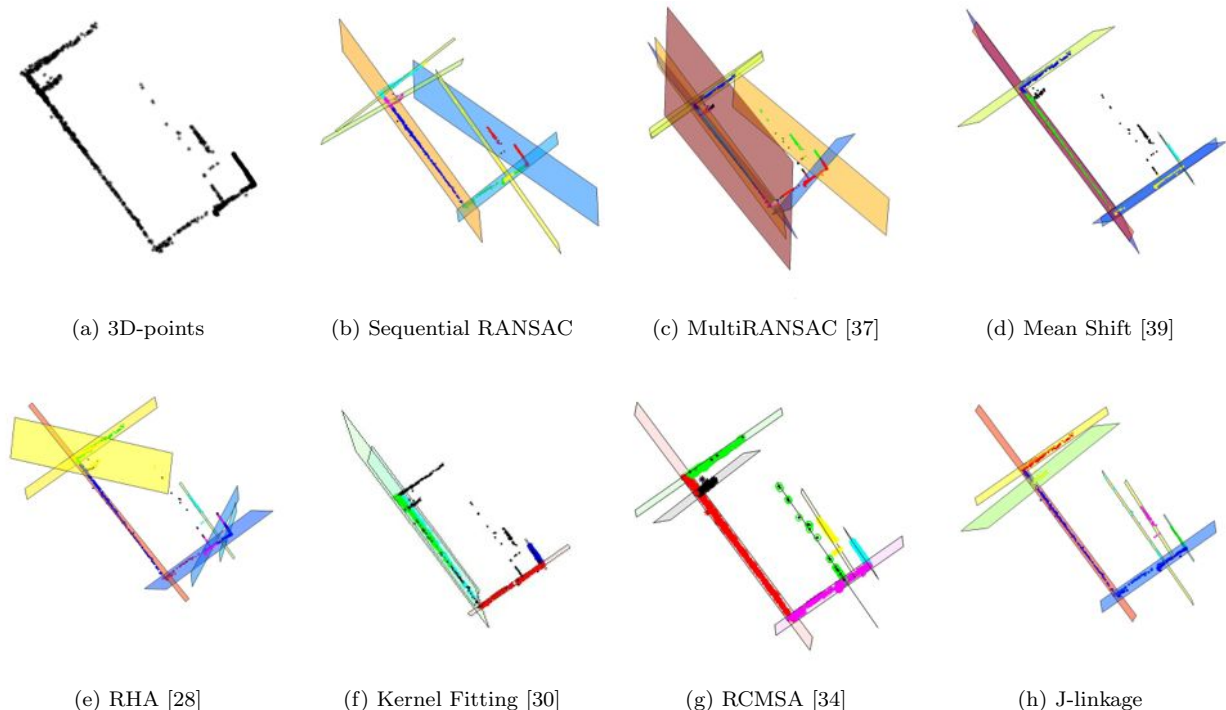 (a) 3D-points
(b) Sequential RANSAC
(c) MultiRANSAC [37]
(d) Mean Shift [39]
(e) RHA [28]
(f) Kernel Fitting [30]
(g) RCMSA [34]
(h) J-linkage